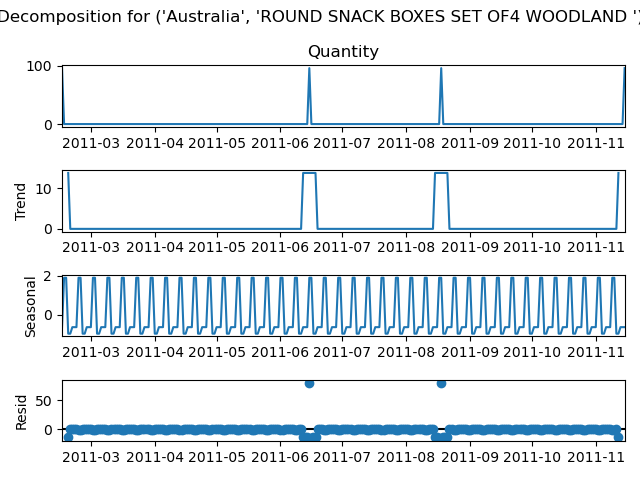 Decomposition for ('Australia', 'ROUND SNACK BOXES SET OF4 WOODLAND ')
Quantity
100
0
2011-03 2011-04 2011-05 2011-06 2011-07 2011-08 2011-09 2011-10 2011-11
Trend
10
0
2011-03 2011-04 2011-05 2011-06 2011-07 2011-08 2011-09 2011-10 2011-11
Seasonal
2
0
2011-03 2011-04 2011-05 2011-06 2011-07 2011-08 2011-09 2011-10 2011-11
Resid
50
0
2011-03 2011-04 2011-05 2011-06 2011-07 2011-08 2011-09 2011-10 2011-11